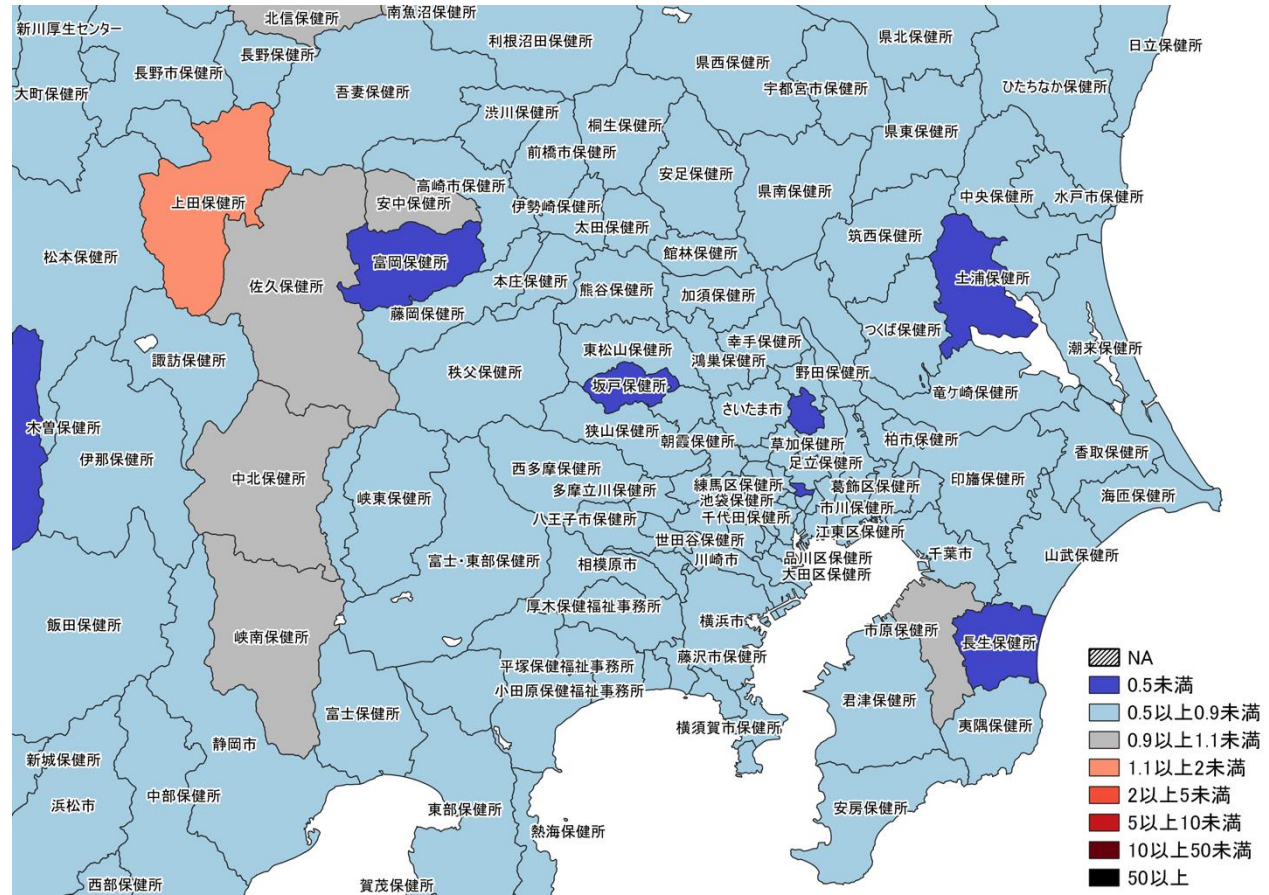 北信保健所
南魚沼保健所
新川厚生センター
長野保健所
利根沼田保健所
県北保健所
日立保健所
長野市保健所
県西保健所
大町保健所
吾妻保健所
宇都宮市保健所
ひたちなか保健所
渋川保健所
桐生保健所
県東保健所
前橋市保健所
安足保健所
高崎市保健所
県南保健所
中央保健所
水戸市保健所
上田保健所
安中保健所
伊勢崎保健所
太田保健所
筑西保健所
松本保健所
富岡保健所
館林保健所
土浦保健所
佐久保健所
本庄保健所
熊谷保健所
加須保健所
藤岡保健所
つくば保健所
幸手保健所
潮来保健所
諏訪保健所
東松山保健所
鴻巣保健所
秩父保健所
野田保健所
坂戸保健所
竜ケ崎保健所
さいたま市
木曽保健所
狭山保健所
朝霞保健所
草加保健所
柏市保健所
伊那保健所
香取保健所
西多摩保健所
足立保健所
中北保健所
峡東保健所
練馬区保健所
葛飾区保健所
印旛保健所
多摩立川保健所
池袋保健所
海匝保健所
市川保健所
八王子市保健所
千代田保健所
江東区保健所
世田谷保健所
千葉市
山武保健所
富士・東部保健所
相模原市
川崎市
品川区保健所
大田区保健所
厚木保健福祉事務所
飯田保健所
横浜市
峡南保健所
市原保健所
長生保健所
藤沢市保健所
平塚保健福祉事務所
小田原保健福祉事務所
君津保健所
富士保健所
横須賀市保健所
夷隅保健所
静岡市
新城保健所
中部保健所
浜松市
東部保健所
安房保健所
熱海保健所
西部保健所
賀茂保健所
NA
0.5未満
0.5以上0.9未満
0.9以上1.1未満
1.1以上2未満
2以上5未満
5以上10未満
10以上50未満
50以上